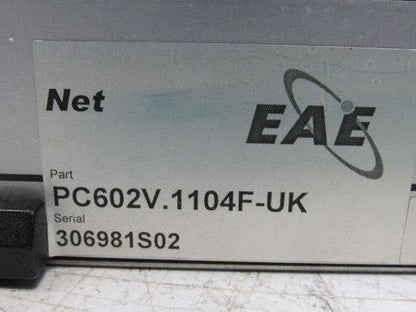 Net
EAE
Part
PC602V.1104F-UK
Serial
306981S02